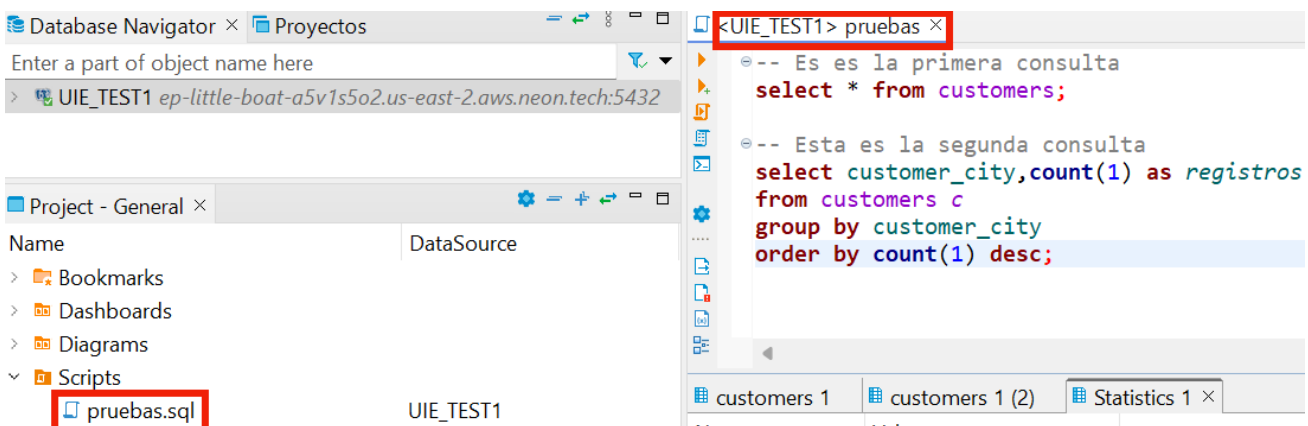 Database Navigator × Proyectos
Enter a part of object name here
UIE_TEST1 ep-little-boat-a5v1s5o2.us-east-2.aws.neon.tech:5432
Project - General ×
Name DataSource
Bookmarks
Dashboards
Diagrams
Scripts
pruebas.sql UIE_TEST1
<UIE_TEST1> pruebas ×
-- Es es la primera consulta
select * from customers;
-- Esta es la segunda consulta
select customer_city,count(1) as registros
from customers c
group by customer_city
order by count(1) desc;
customers 1 customers 1 (2) Statistics 1 ×